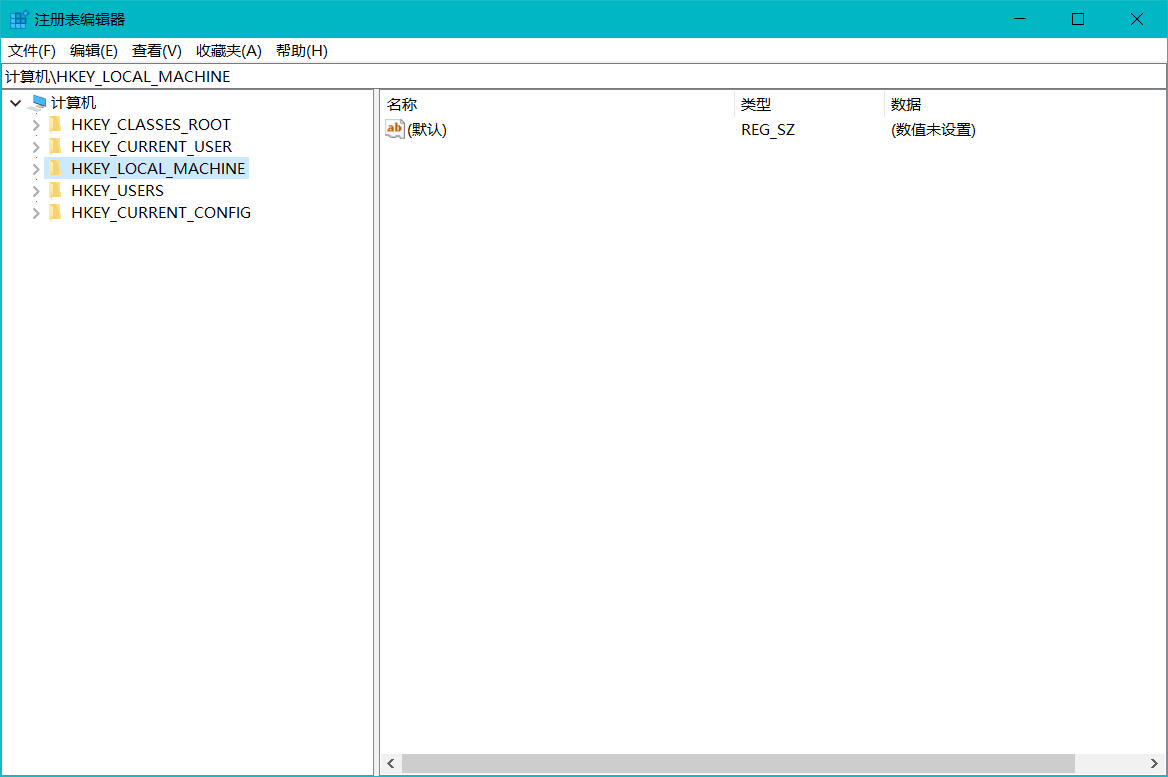 注册表编辑器
文件(F) 编辑(E) 查看(V) 收藏夹(A) 帮助(H)
计算机\HKEY_LOCAL_MACHINE
计算机
HKEY_CLASSES_ROOT
HKEY_CURRENT_USER
HKEY_LOCAL_MACHINE
HKEY_USERS
HKEY_CURRENT_CONFIG
名称 类型 数据
ab (默认) REG_SZ (数值未设置)